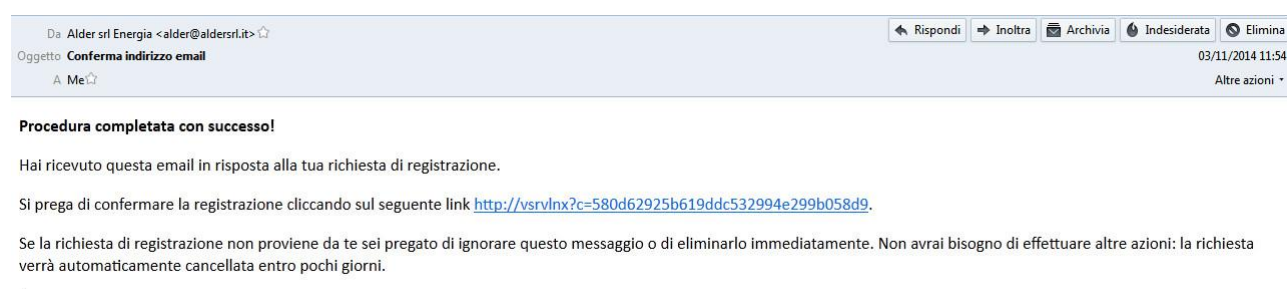 Da Alder srl Energia <alder@aldersrl.it> Rispondi Inoltra Archivia Indesiderata Elimina
Oggetto Conferma indirizzo email 03/11/2014 11:54
A Me Altre azioni
Procedura completata con successo!
Hai ricevuto questa email in risposta alla tua richiesta di registrazione.
Si prega di confermare la registrazione cliccando sul seguente link http://vsrvlnx?c=580d62925b619ddc532994e299b058d9.
Se la richiesta di registrazione non proviene da te sei pregato di ignorare questo messaggio o di eliminarlo immediatamente. Non avrai bisogno di effettuare altre azioni: la richiesta
verrà automaticamente cancellata entro pochi giorni.